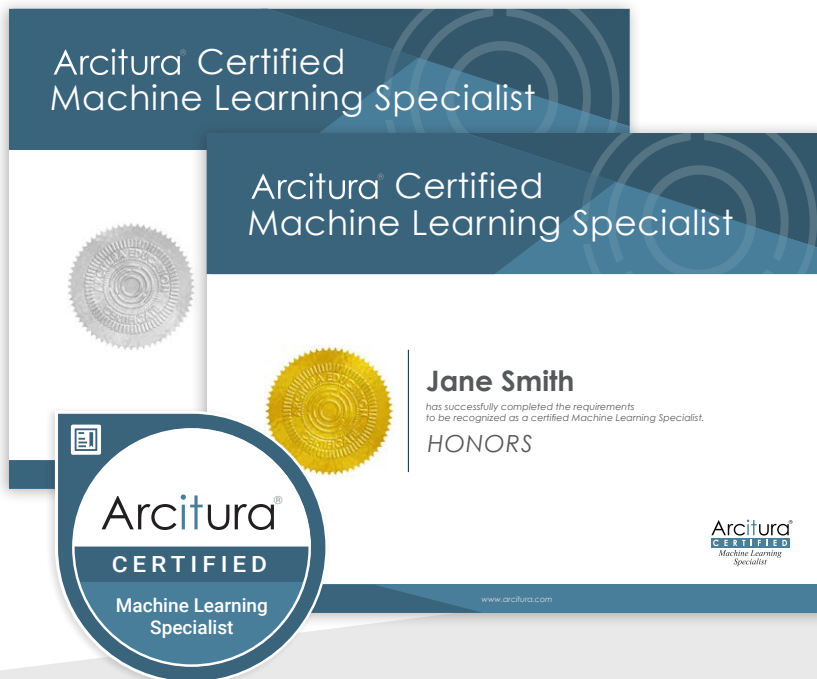 Arcitura® Certified
Machine Learning Specialist
Arcitura® Certified
Machine Learning Specialist
Jane Smith
has successfully completed the requirements
to be recognized as a certified Machine Learning Specialist.
HONORS
Arcitura®
CERTIFIED
Machine Learning
Specialist
Arcitura®
CERTIFIED
Machine Learning
Specialist
www.arcitura.com